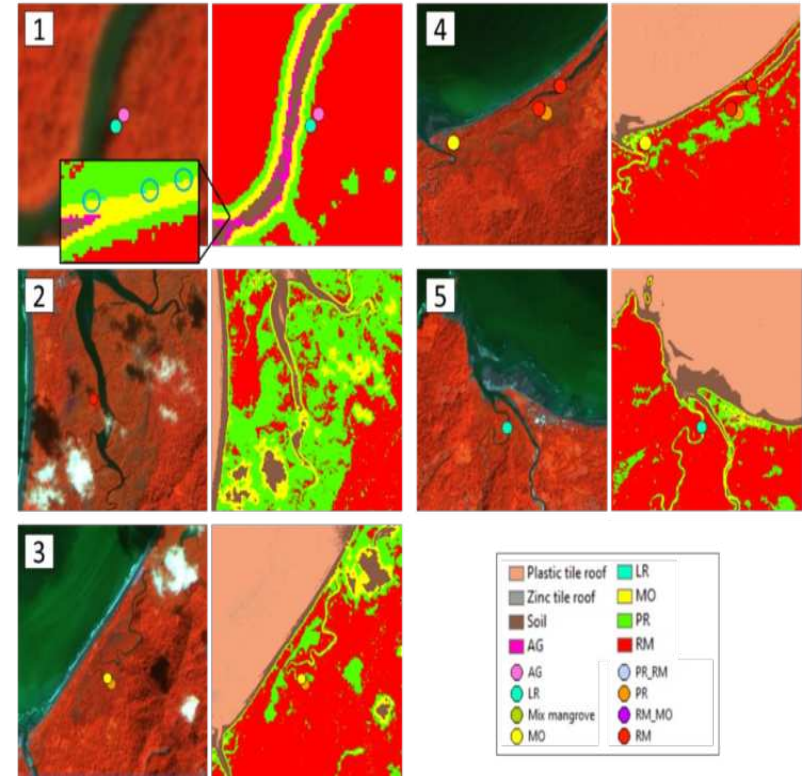 1
4
2
5
3
Plastic tile roof
LR
Zinc tile roof
MO
Soil
PR
AG
RM
AG
PR_RM
LR
PR
Mix mangrove
RM_MO
MO
RM